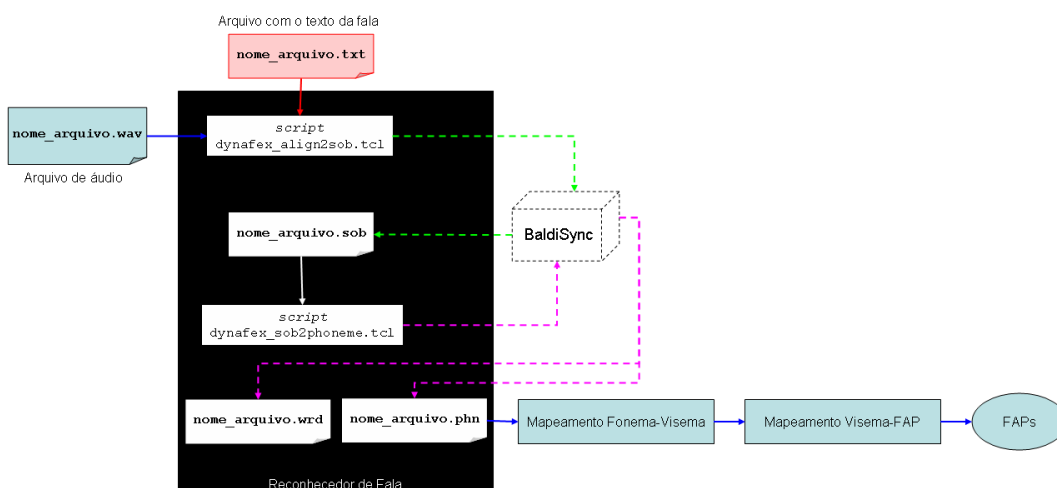 Arquivo com o texto da fala
nome_arquivo.txt
nome_arquivo.wav
Arquivo de áudio
script
dynafex_align2sob.tcl
nome_arquivo.sob
BaldiSync
script
dynafex_sob2phoneme.tcl
nome_arquivo.wrd
nome_arquivo.phn
Mapeamento Fonema-Visema
Mapeamento Visema-FAP
FAPs
Reconhecedor de Fala